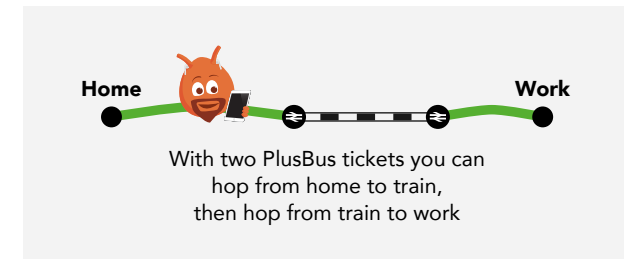 Home
Work
With two PlusBus tickets you can
hop from home to train,
then hop from train to work